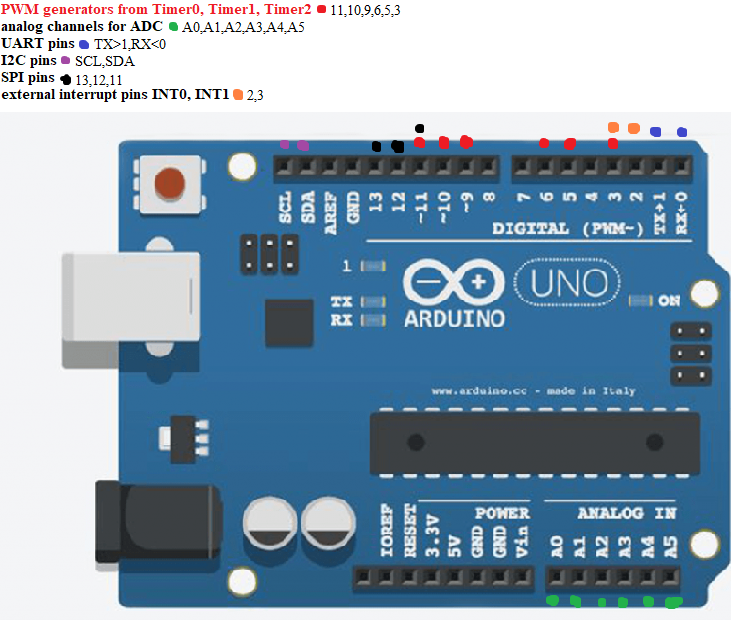 PWM generators from Timer0, Timer1, Timer2 11,10,9,6,5,3
analog channels for ADC A0,A1,A2,A3,A4,A5
UART pins TX>1,RX<0
I2C pins SCL,SDA
SPI pins 13,12,11
external interrupt pins INT0, INT1 2,3
SCL SDA AREF GND 13 12 ~11 ~10 ~9 8 7 ~6 ~5 4 ~3 2 TX→1 RX←0
DIGITAL (PWM~)
1
TX
RX
ARDUINO
UNO
ON
www.arduino.cc - made in Italy
POWER
ANALOG IN
IOREF RESET 3.3V 5V GND GND Vin A0 A1 A2 A3 A4 A5